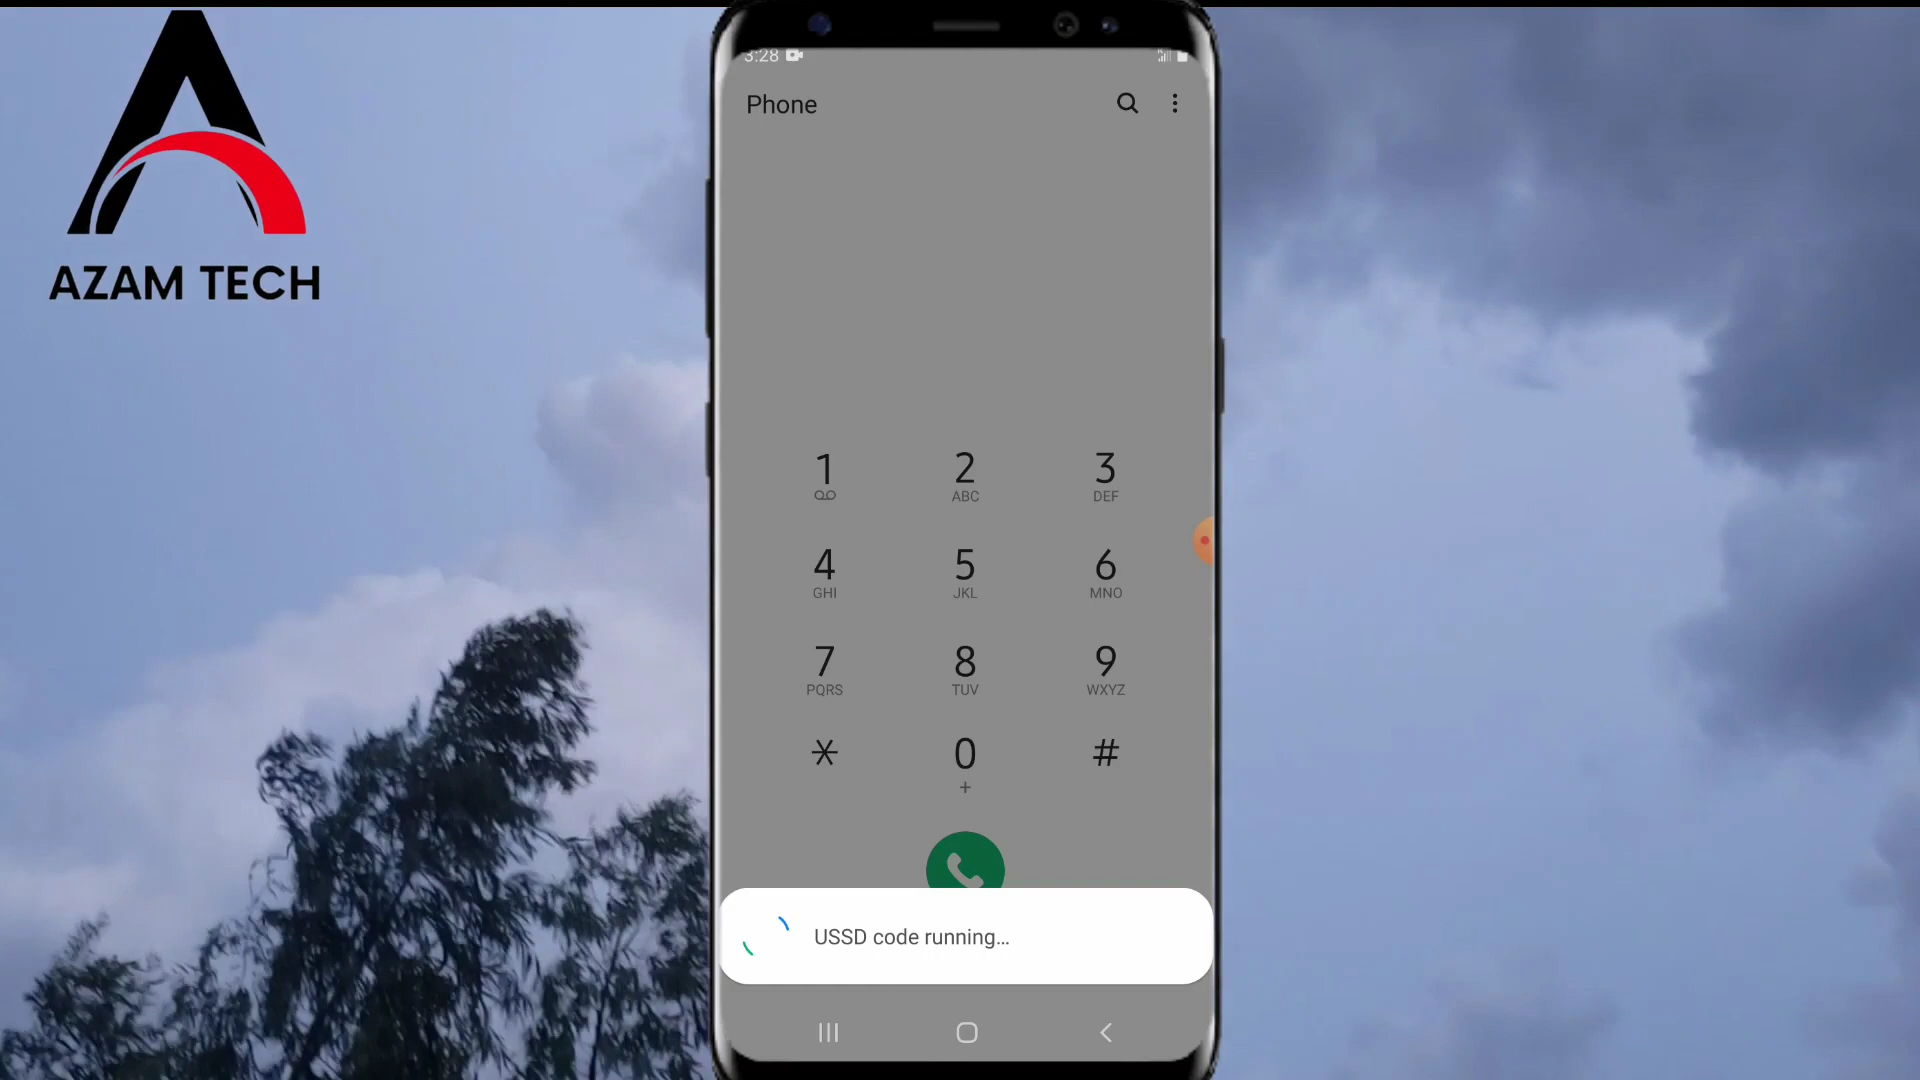 AZAM TECH
3:28
Phone
1
2 ABC
3 DEF
4 GHI
5 JKL
6 MNO
7 PQRS
8 TUV
9 WXYZ
*
0 +
#
USSD code running...